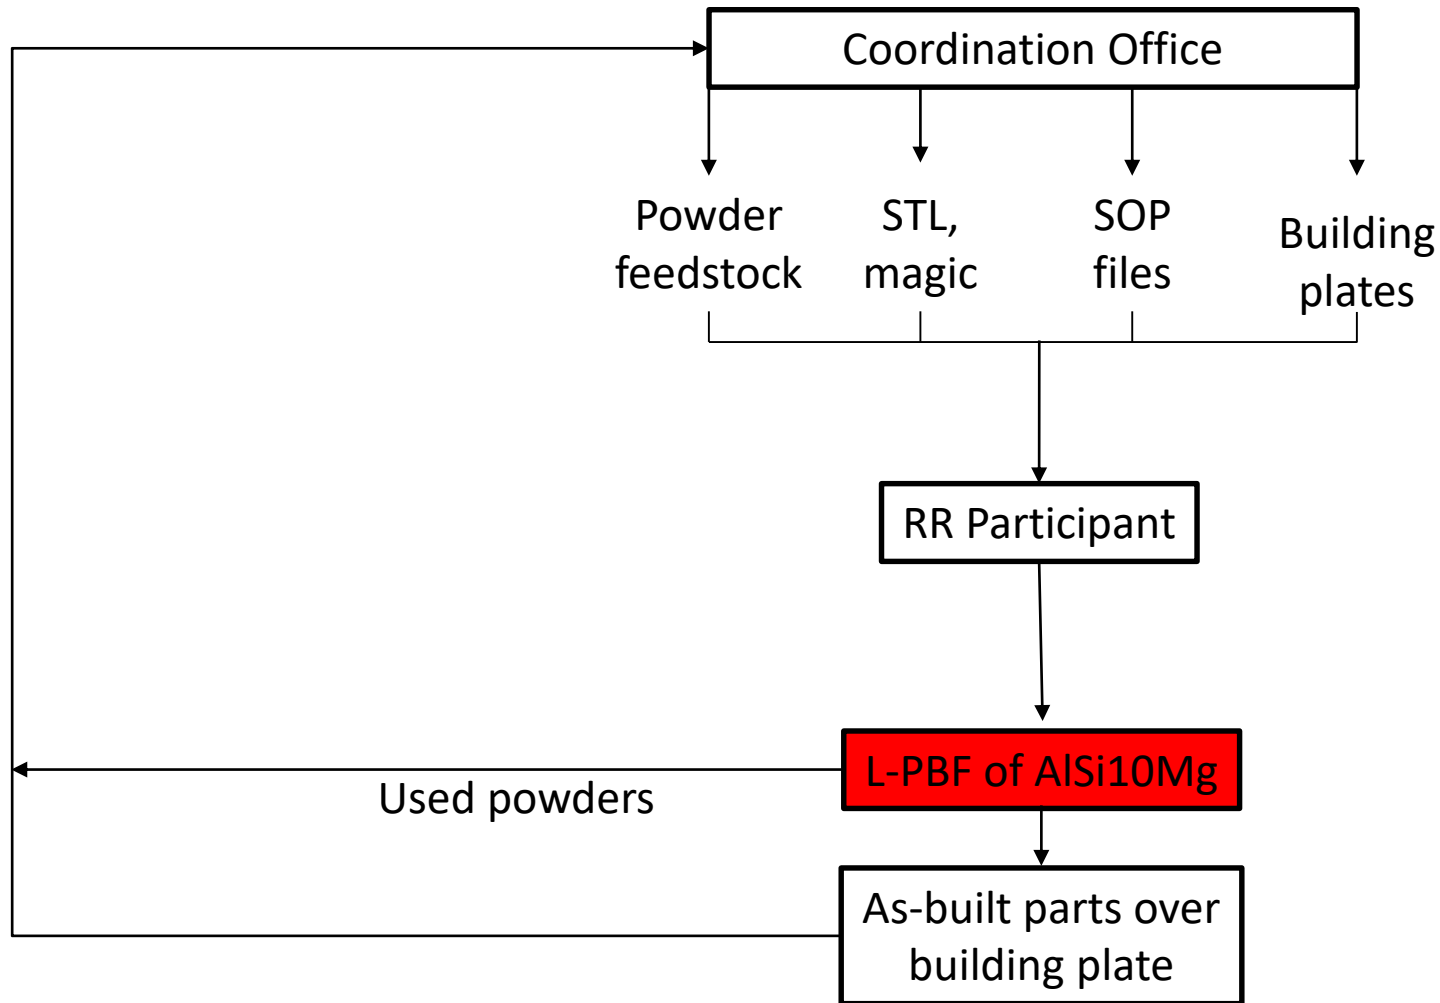 Coordination Office
Powder
feedstock
STL,
magic
SOP
files
Building
plates
RR Participant
L-PBF of AlSi10Mg
Used powders
As-built parts over
building plate